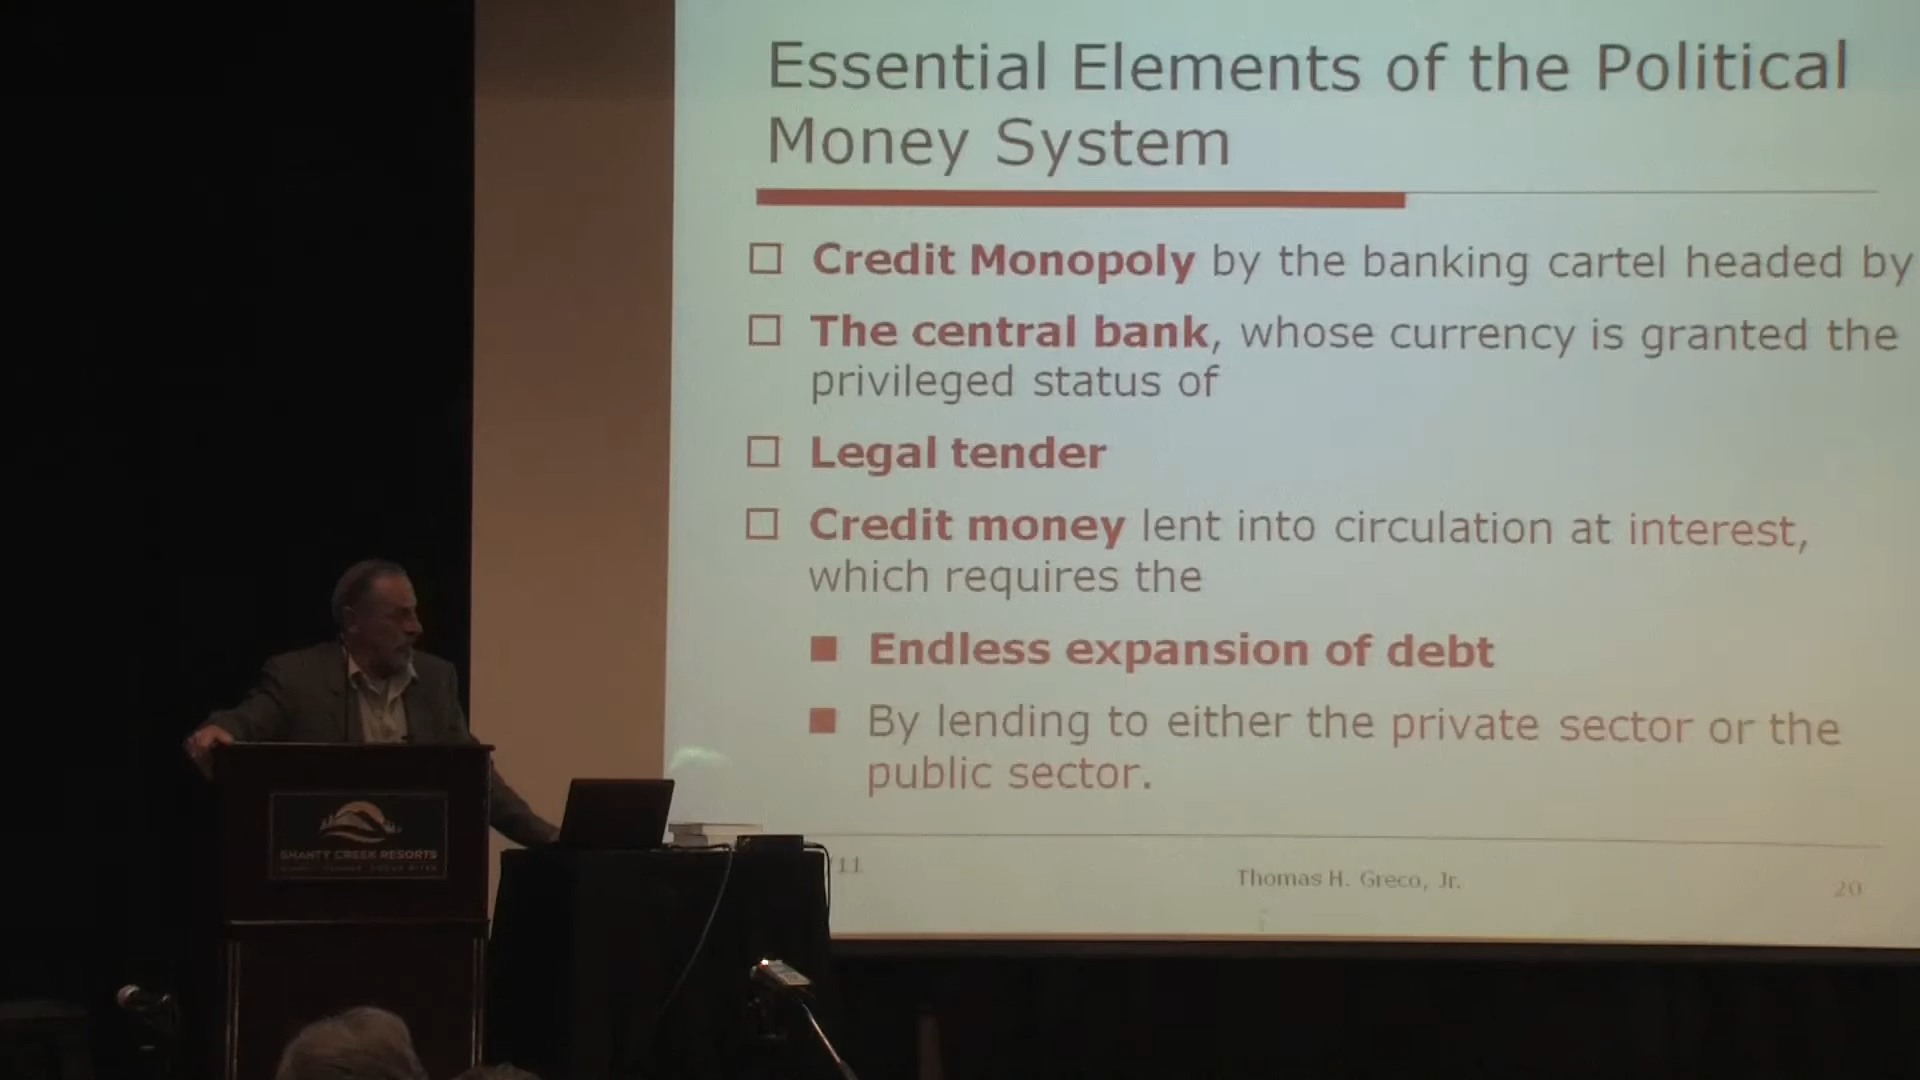 Essential Elements of the Political
Money System
Credit Monopoly by the banking cartel headed by
The central bank, whose currency is granted the
privileged status of
Legal tender
Credit money lent into circulation at interest,
which requires the
Endless expansion of debt
By lending to either the private sector or the
public sector.
11
Thomas H. Greco, Jr.
20
SHANTY CREEK RESORTS